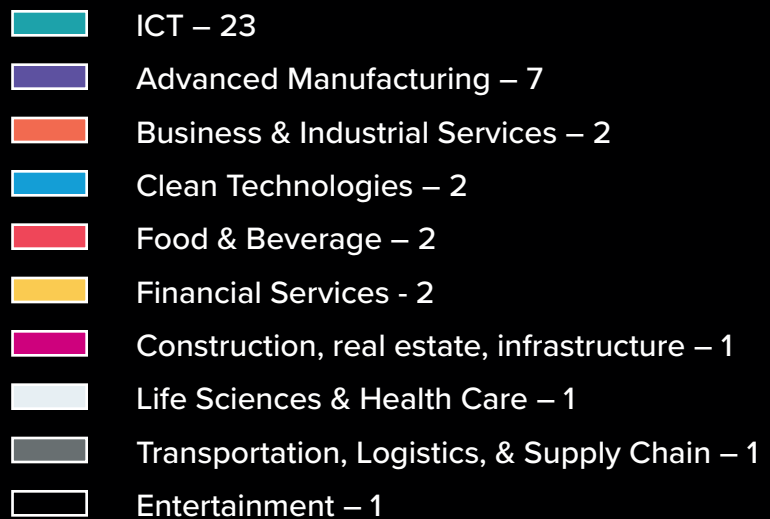 ICT – 23
Advanced Manufacturing – 7
Business & Industrial Services – 2
Clean Technologies – 2
Food & Beverage – 2
Financial Services - 2
Construction, real estate, infrastructure – 1
Life Sciences & Health Care – 1
Transportation, Logistics, & Supply Chain – 1
Entertainment – 1